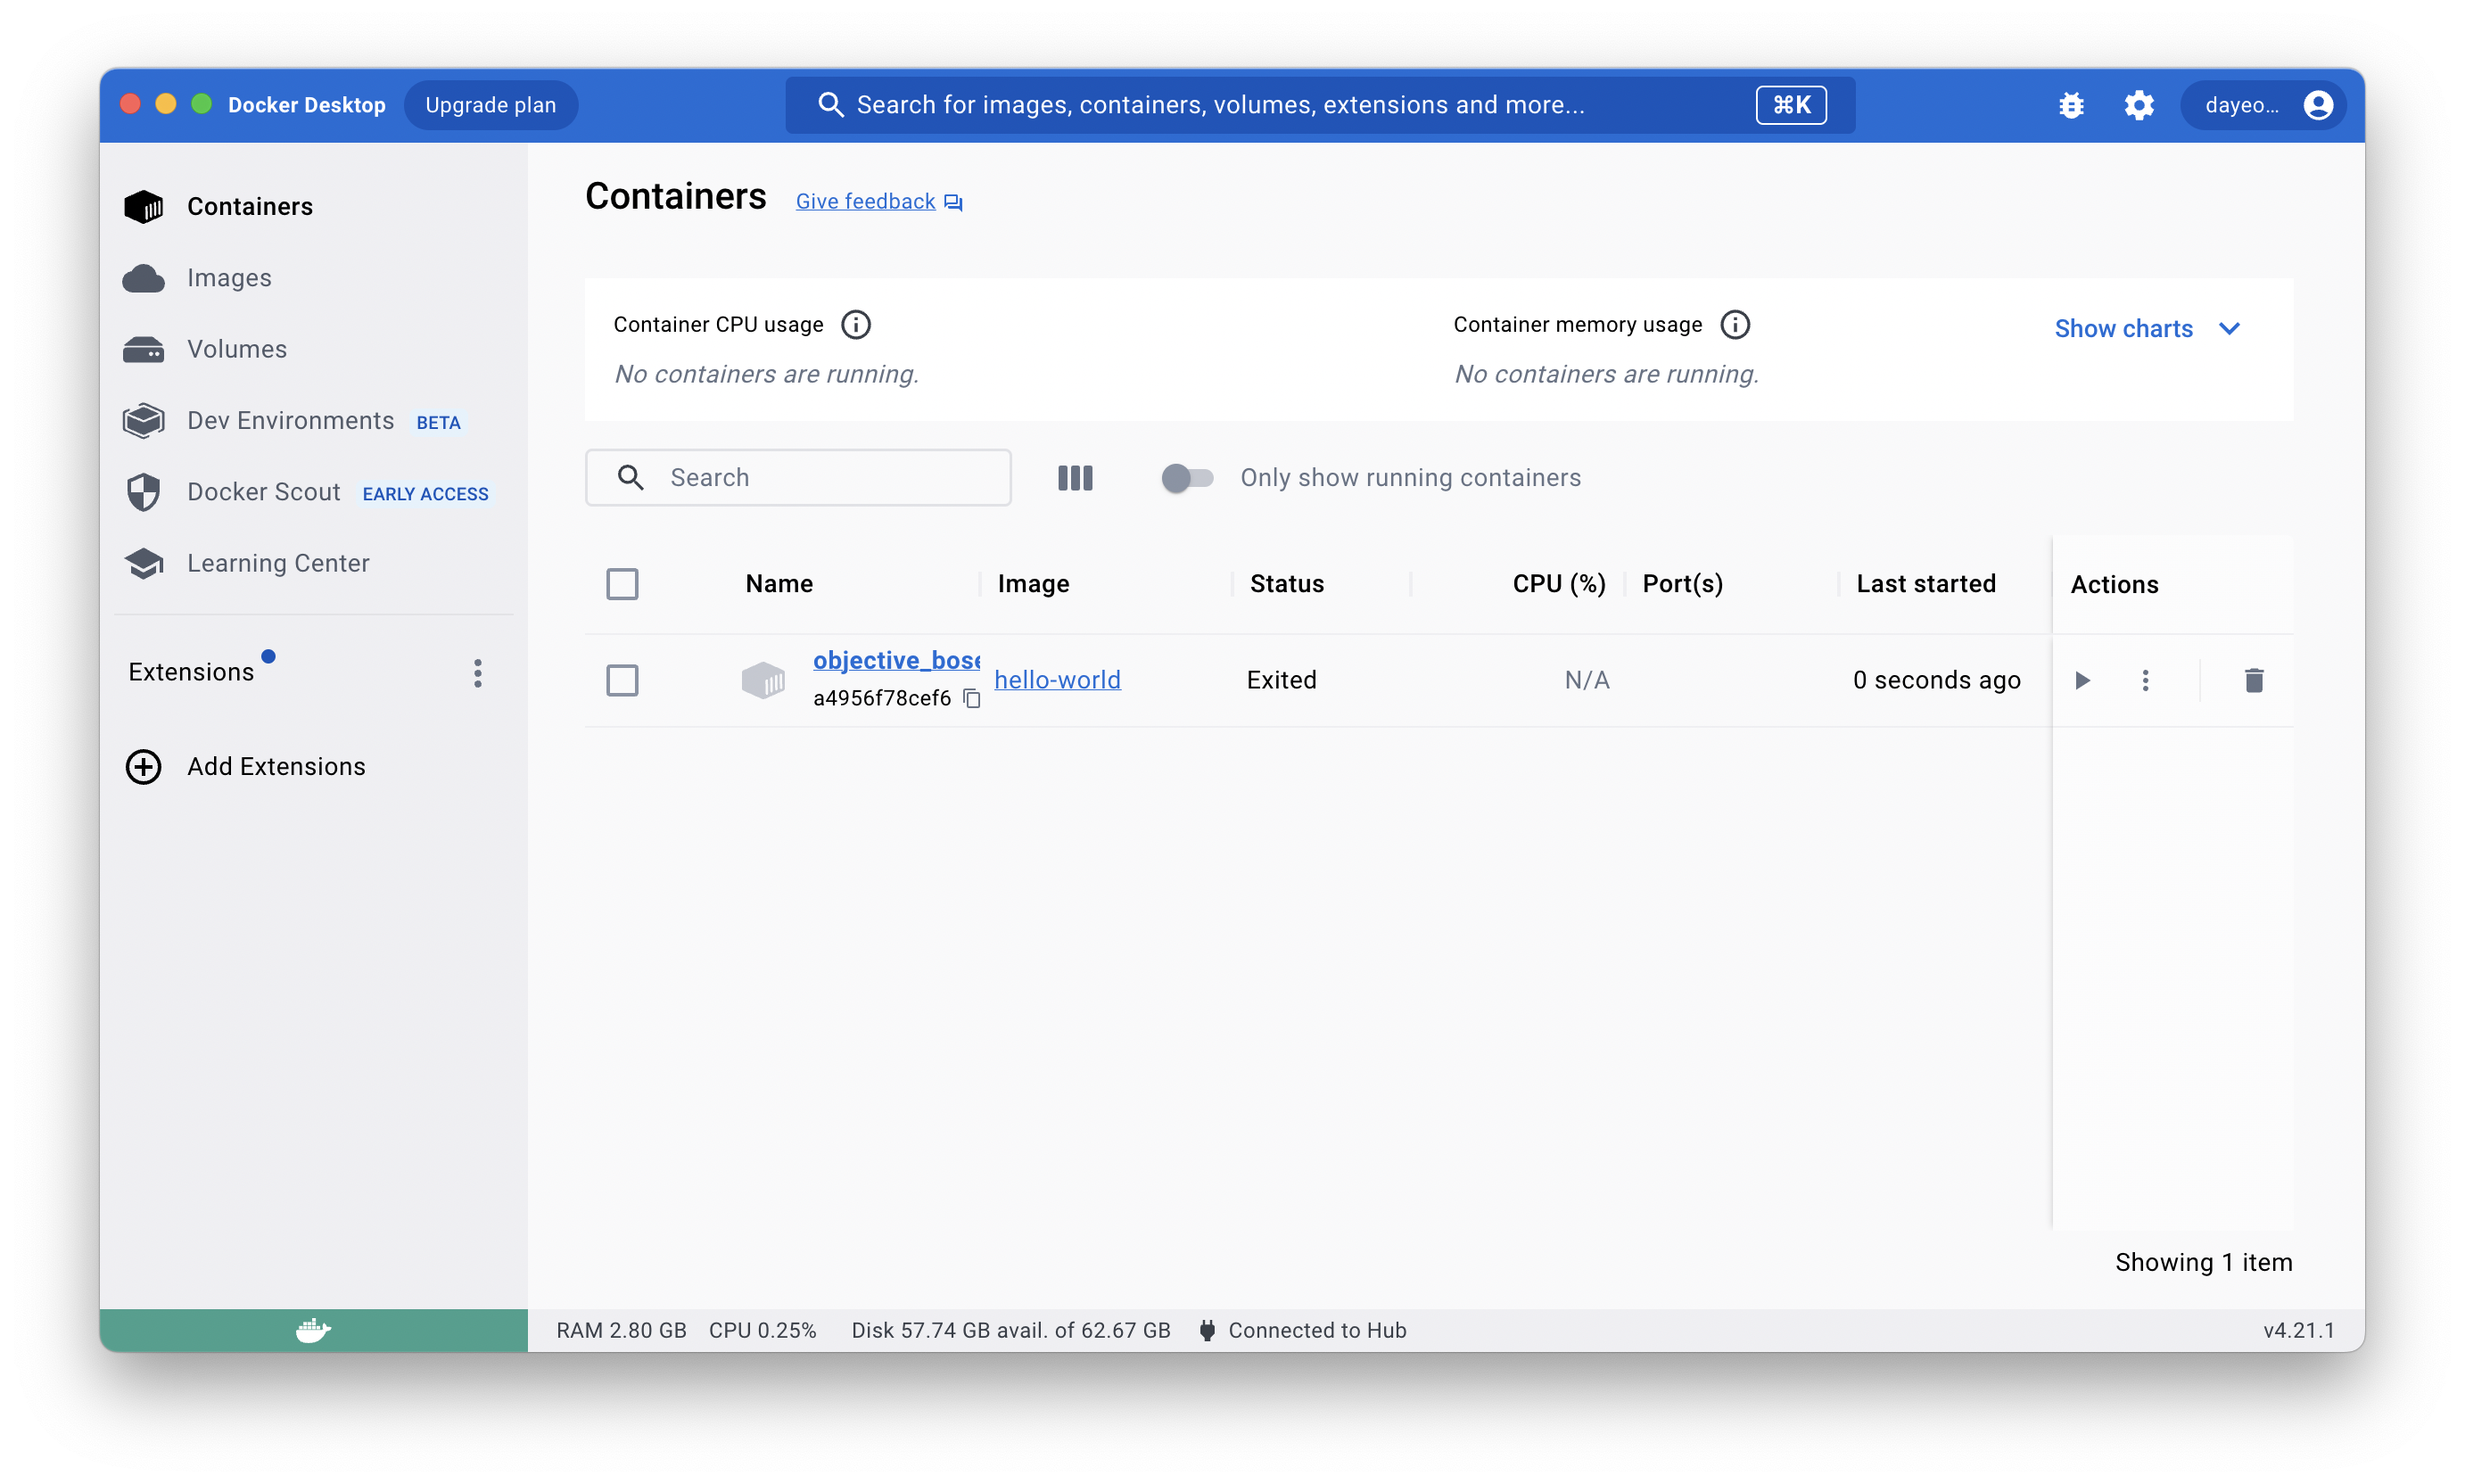 Docker Desktop Upgrade plan Search for images, containers, volumes, extensions and more... ⌘K dayeo...
Containers
Images
Volumes
Dev Environments BETA
Docker Scout EARLY ACCESS
Learning Center
Extensions
Add Extensions
Containers Give feedback
Container CPU usage Container memory usage Show charts
No containers are running. No containers are running.
Search Only show running containers
Name Image Status CPU (%) Port(s) Last started Actions
objective_bose hello-world Exited N/A 0 seconds ago
a4956f78cef6
Showing 1 item
RAM 2.80 GB CPU 0.25% Disk 57.74 GB avail. of 62.67 GB Connected to Hub v4.21.1